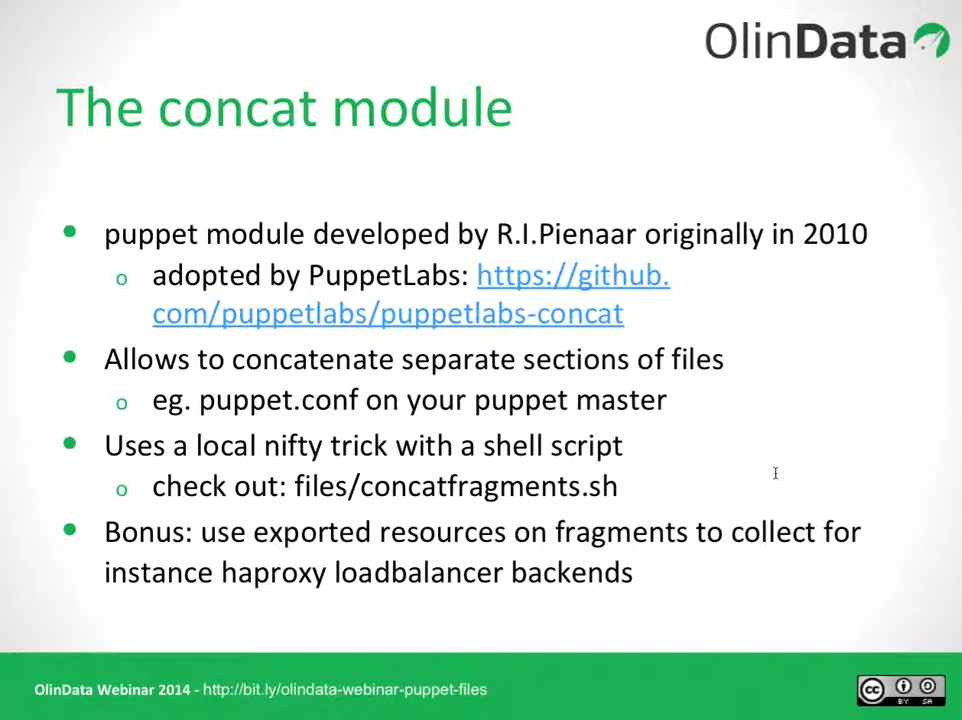 OlinData
The concat module
puppet module developed by R.I.Pienaar originally in 2010
o adopted by PuppetLabs: https://github.
com/puppetlabs/puppetlabs-concat
Allows to concatenate separate sections of files
o eg. puppet.conf on your puppet master
Uses a local nifty trick with a shell script
o check out: files/concatfragments.sh
Bonus: use exported resources on fragments to collect for
instance haproxy loadbalancer backends
OlinData Webinar 2014 - http://bit.ly/olindata-webinar-puppet-files
cc BY SA